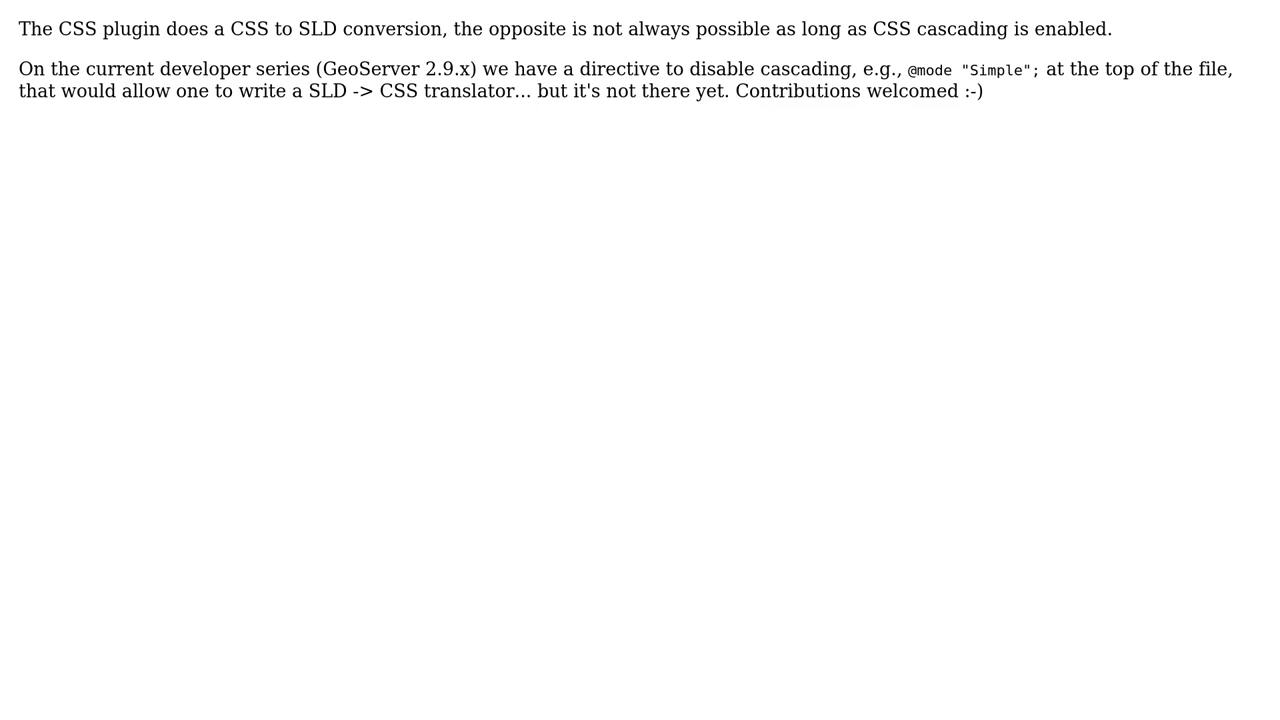 The CSS plugin does a CSS to SLD conversion, the opposite is not always possible as long as CSS cascading is enabled.
On the current developer series (GeoServer 2.9.x) we have a directive to disable cascading, e.g., @mode "Simple"; at the top of the file,
that would allow one to write a SLD -> CSS translator... but it's not there yet. Contributions welcomed :-)